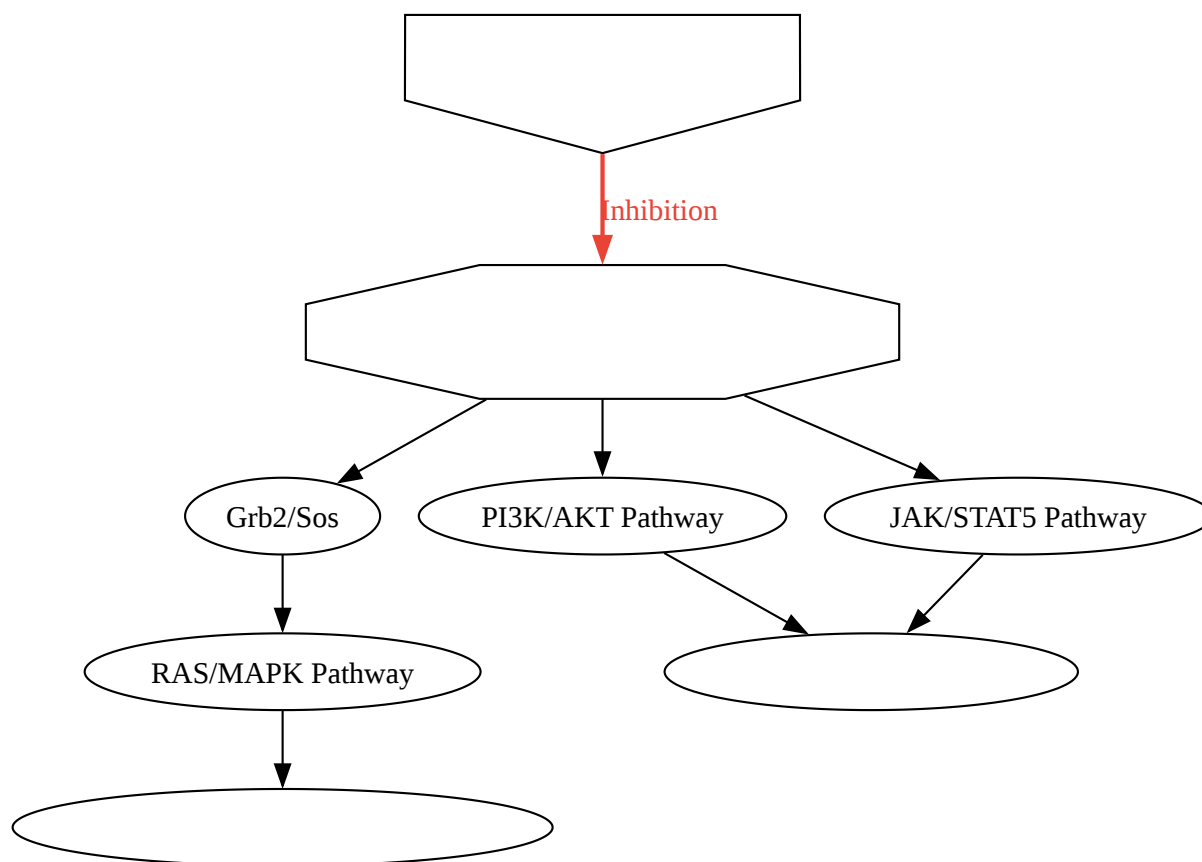 Inhibition
Grb2/Sos
PI3K/AKT Pathway
JAK/STAT5 Pathway
RAS/MAPK Pathway